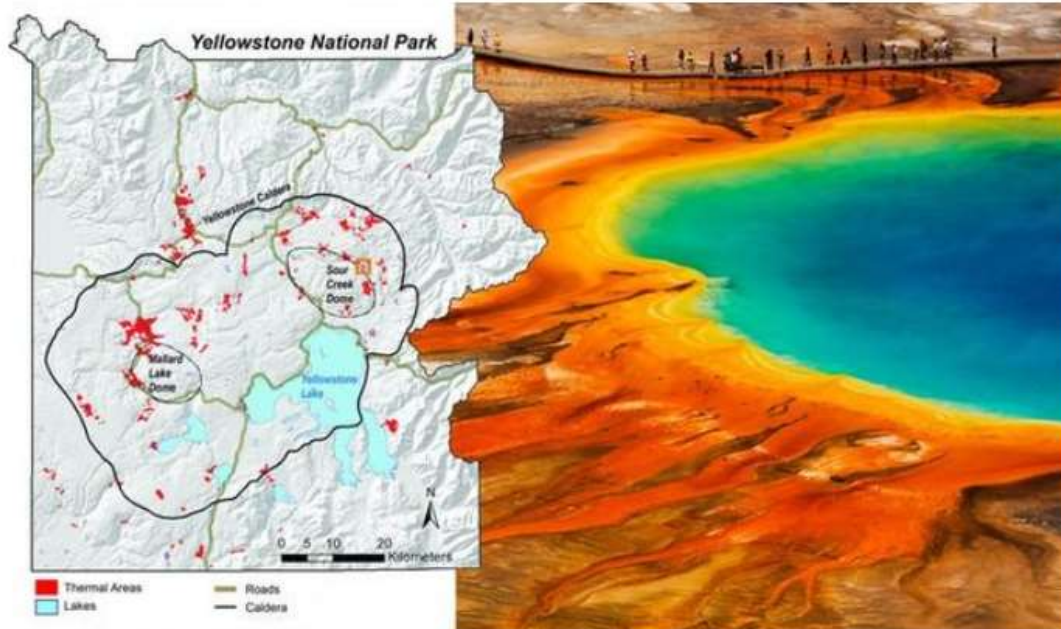 Yellowstone National Park
Yellowstone Caldera
Sour
Creek
Dome
Mallard
Lake
Dome
Yellowstone
Lake
N
0 5 10 20
Kilometers
Thermal Areas
Roads
Lakes
Caldera